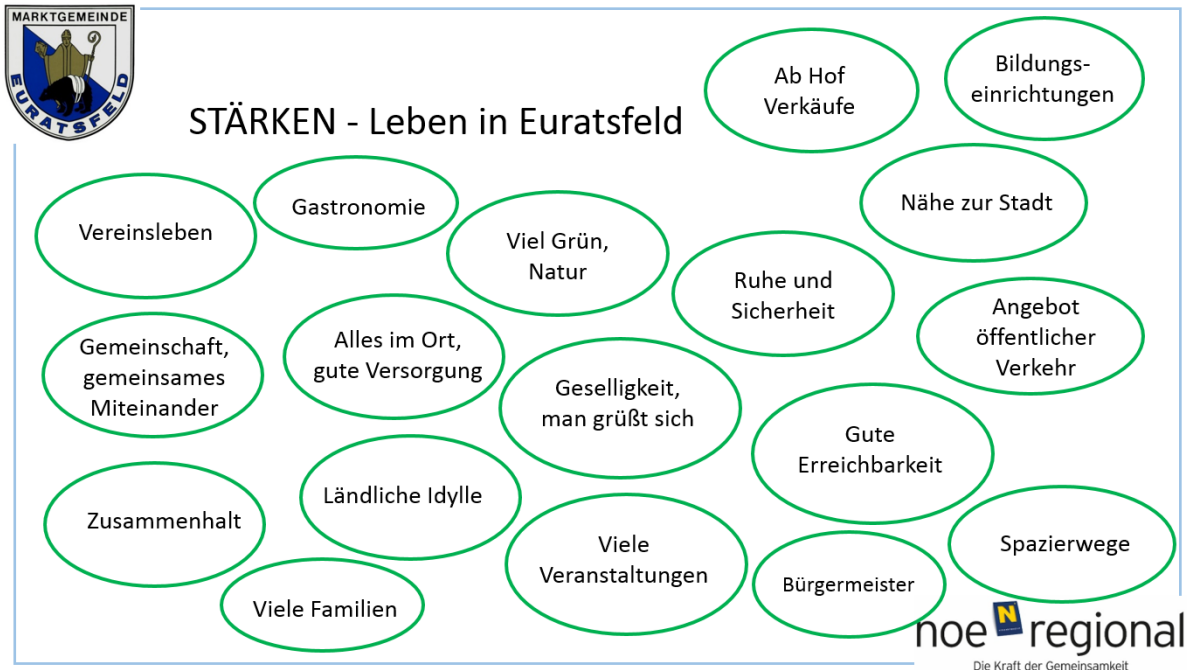 MARKTGEMEINDE
EURATSFELD
STÄRKEN - Leben in Euratsfeld
Ab Hof
Verkäufe
Bildungs-
einrichtungen
Vereinsleben
Gastronomie
Viel Grün,
Natur
Nähe zur Stadt
Ruhe und
Sicherheit
Angebot
öffentlicher
Verkehr
Gemeinschaft,
gemeinsames
Miteinander
Alles im Ort,
gute Versorgung
Geselligkeit,
man grüßt sich
Gute
Erreichbarkeit
Zusammenhalt
Ländliche Idylle
Viele
Veranstaltungen
Spazierwege
Viele Familien
Bürgermeister
noe N regional
Die Kraft der Gemeinsamkeit